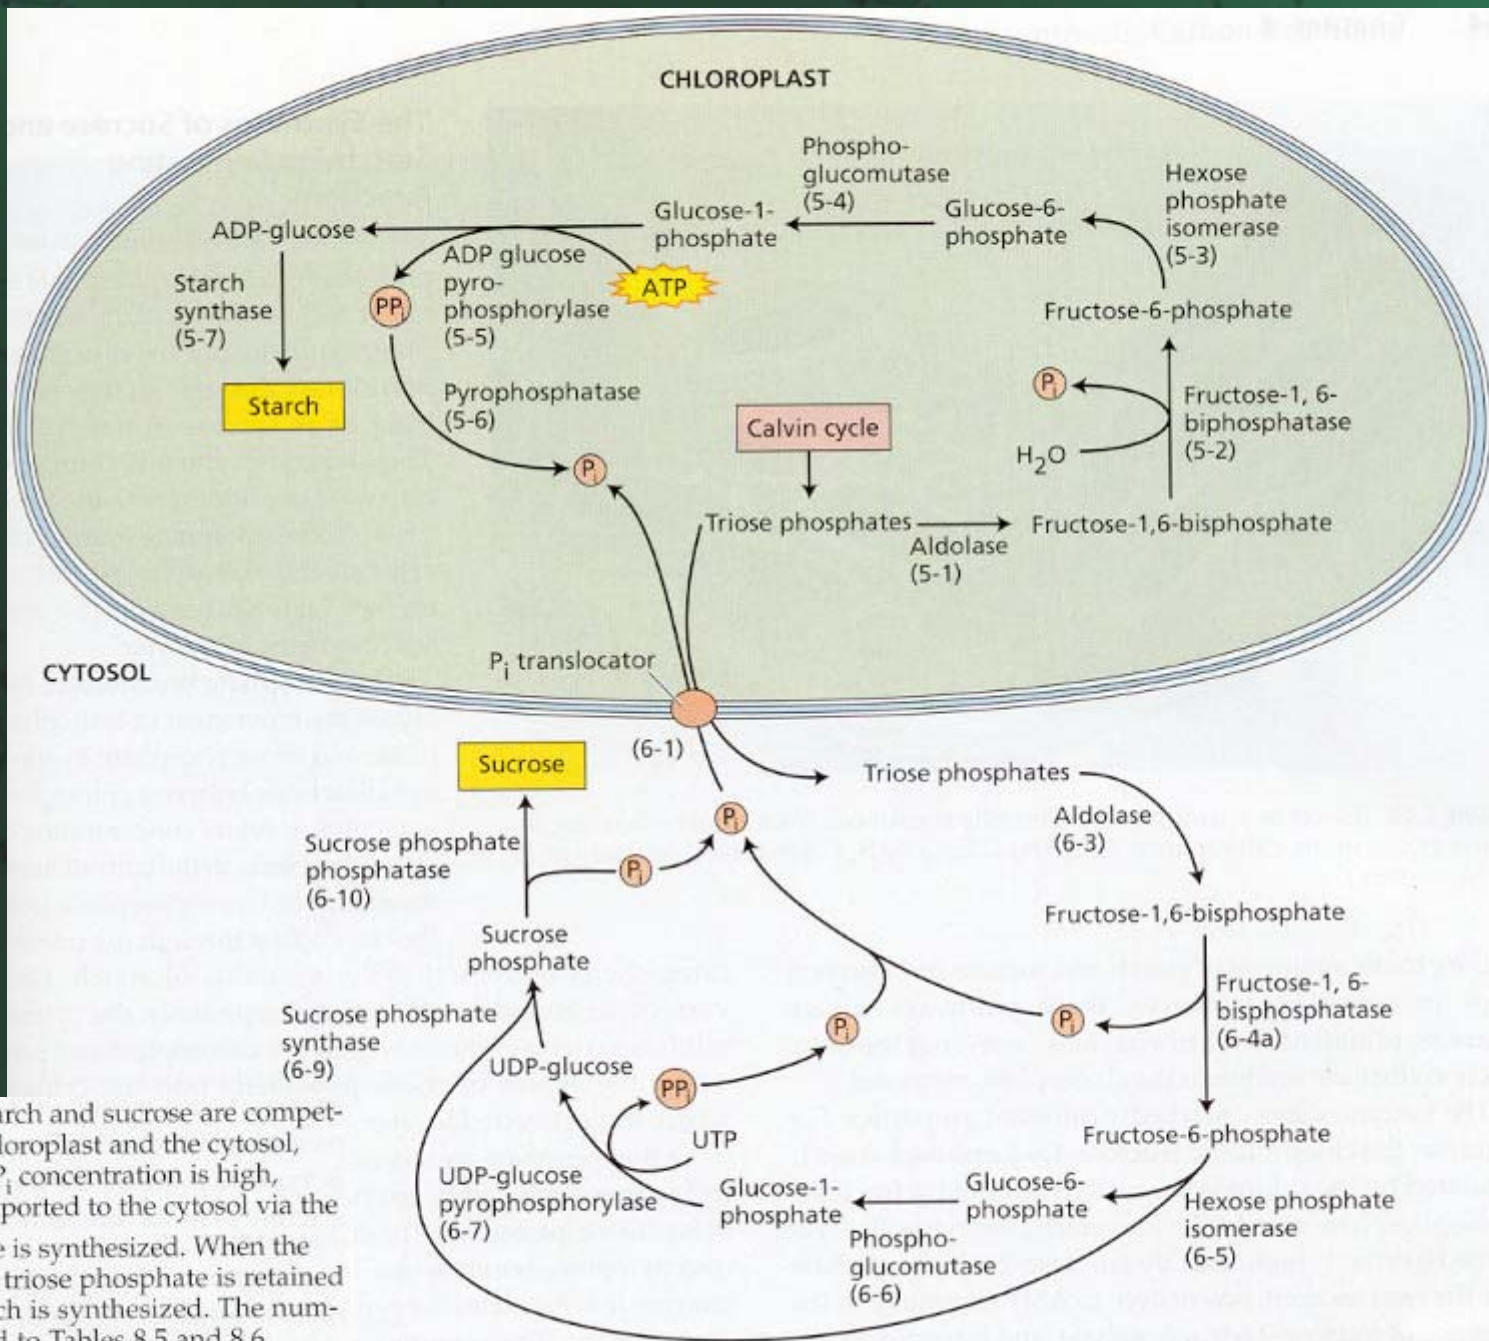 CHLOROPLAST
Phospho-
glucomutase
(5-4)
Hexose
phosphate
isomerase
(5-3)
ADP-glucose
Glucose-1-
phosphate
Glucose-6-
phosphate
ADP glucose
pyro-
phosphorylase
(5-5)
ATP
Starch
synthase
(5-7)
PPi
Fructose-6-phosphate
Starch
Pyrophosphatase
(5-6)
Pi
Calvin cycle
Pi
H2O
Fructose-1, 6-
biphosphatase
(5-2)
Triose phosphates
Aldolase
(5-1)
Fructose-1,6-bisphosphate
CYTOSOL
Pi translocator
(6-1)
Sucrose
Triose phosphates
Pi
Aldolase
(6-3)
Sucrose phosphate
phosphatase
(6-10)
Pi
Fructose-1,6-bisphosphate
Sucrose
phosphate
Fructose-1, 6-
bisphosphatase
(6-4a)
Pi
Pi
Sucrose phosphate
synthase
(6-9)
UDP-glucose
PPi
UTP
Fructose-6-phosphate
UDP-glucose
pyrophosphorylase
(6-7)
Glucose-1-
phosphate
Glucose-6-
phosphate
Hexose phosphate
isomerase
(6-5)
Phospho-
glucomutase
(6-6)
arch and sucrose are compet-
loroplast and the cytosol,
Pi concentration is high,
ported to the cytosol via the
e is synthesized. When the
triose phosphate is retained
ch is synthesized. The num-
d to Tables 8.5 and 8.6.